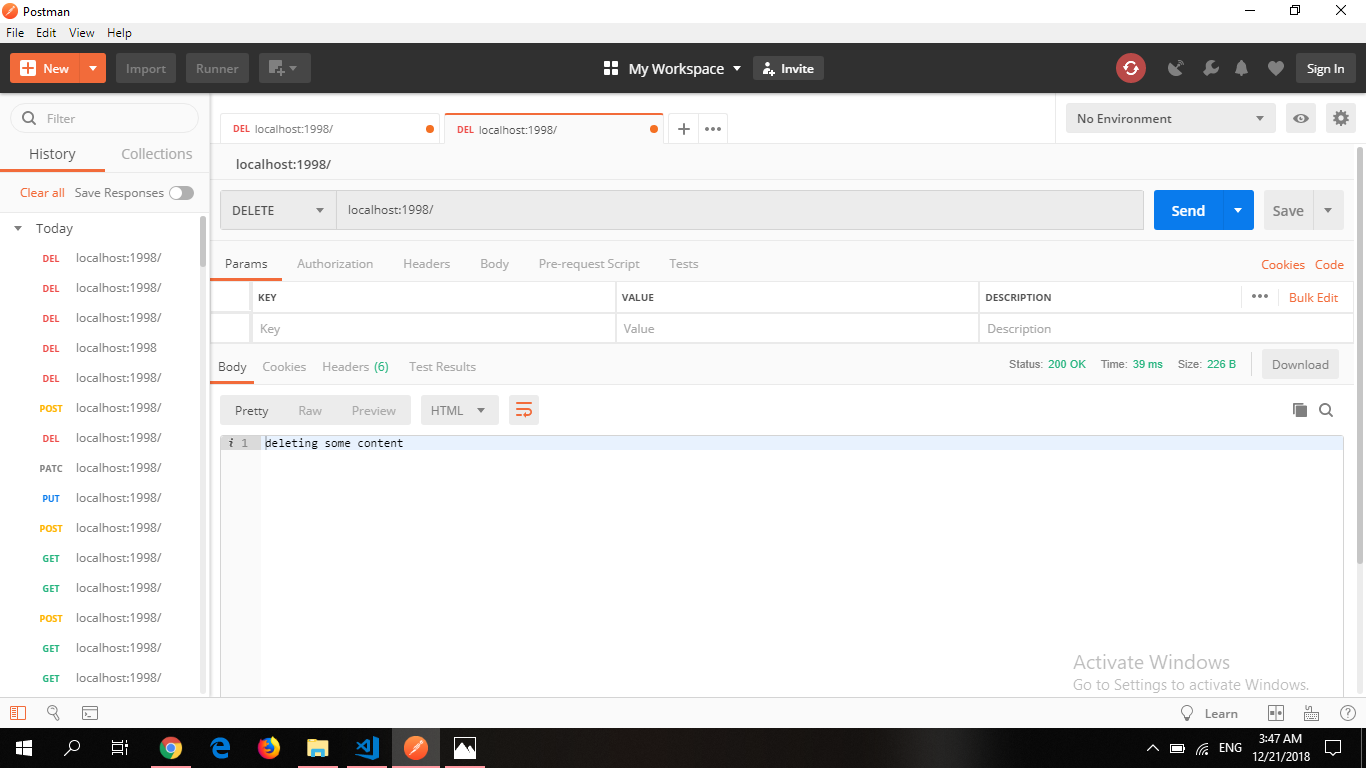 Postman
File Edit View Help
New Import Runner My Workspace Invite Sign In
Filter
History Collections
Clear all Save Responses
Today
DEL localhost:1998/
DEL localhost:1998/
DEL localhost:1998/
DEL localhost:1998
DEL localhost:1998/
POST localhost:1998/
DEL localhost:1998/
PATC localhost:1998/
PUT localhost:1998/
POST localhost:1998/
GET localhost:1998/
GET localhost:1998/
POST localhost:1998/
GET localhost:1998/
GET localhost:1998/
DEL localhost:1998/ DEL localhost:1998/ No Environment
localhost:1998/
DELETE localhost:1998/ Send Save
Params Authorization Headers Body Pre-request Script Tests Cookies Code
KEY VALUE DESCRIPTION Bulk Edit
Key Value Description
Body Cookies Headers (6) Test Results Status: 200 OK Time: 39 ms Size: 226 B Download
Pretty Raw Preview HTML
i 1 deleting some content
Activate Windows
Go to Settings to activate Windows.
Learn
ENG 3:47 AM
12/21/2018